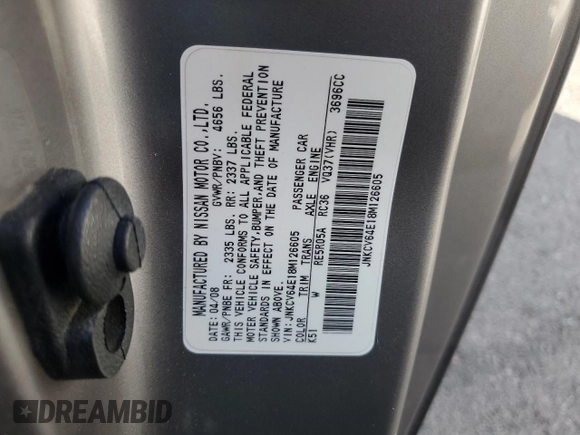 MANUFACTURED BY NISSAN MOTOR CO.,LTD.
DATE: 04/08 GVWR/PNBV: 4656 LBS.
GAWR/PNBE FR: 2335 LBS. RR: 2337 LBS.
THIS VEHICLE CONFORMS TO ALL APPLICABLE FEDERAL
MOTOR VEHICLE SAFETY,BUMPER,AND THEFT PREVENTION
STANDARDS IN EFFECT ON THE DATE OF MANUFACTURE
SHOWN ABOVE.
VIN: JNKCV64E18M126605 PASSENGER CAR
COLOR TRIM TRANS AXLE ENGINE
K51 W RE5R05A RC36 VQ37(VHR) 3696CC
JNKCV64E18M126605
DREAMBID